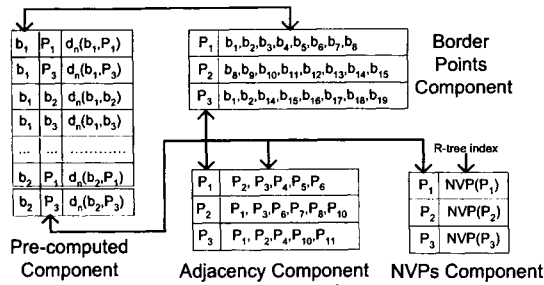 b1 P1 dn(b1,P1)
b1 P3 dn(b1,P3)
b1 b2 dn(b1,b2)
b1 b3 dn(b1,b3)
... ... ..............
b2 P1 dn(b2,P1)
b2 P3 dn(b2,P3)
Pre-computed
Component
P1 b1,b2,b3,b4,b5,b6,b7,b8
P2 b8,b9,b10,b11,b12,b13,b14,b15
P3 b1,b2,b14,b15,b16,b17,b18,b19
Border
Points
Component
P1 P2, P3,P4,P5,P6
P2 P1, P3,P6,P7,P8,P10
P3 P1, P2,P4,P10,P11
Adjacency Component
R-tree index
P1 NVP(P1)
P2 NVP(P2)
P3 NVP(P3)
NVPs Component